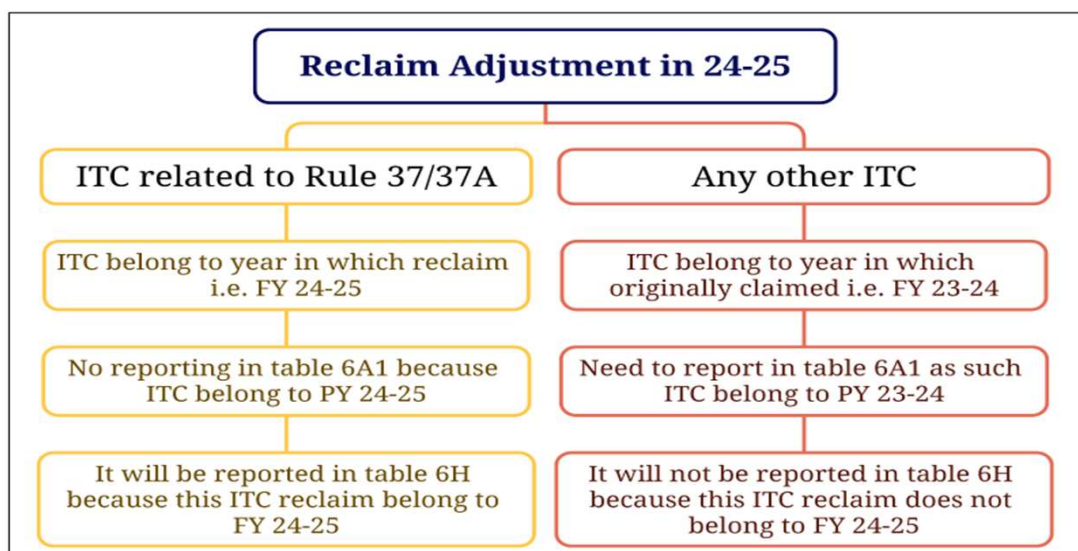 Reclaim Adjustment in 24-25
ITC related to Rule 37/37A
ITC belong to year in which reclaim
i.e. FY 24-25
No reporting in table 6A1 because
ITC belong to PY 24-25
It will be reported in table 6H
because this ITC reclaim belong to
FY 24-25
Any other ITC
ITC belong to year in which
originally claimed i.e. FY 23-24
Need to report in table 6A1 as such
ITC belong to PY 23-24
It will not be reported in table 6H
because this ITC reclaim does not
belong to FY 24-25